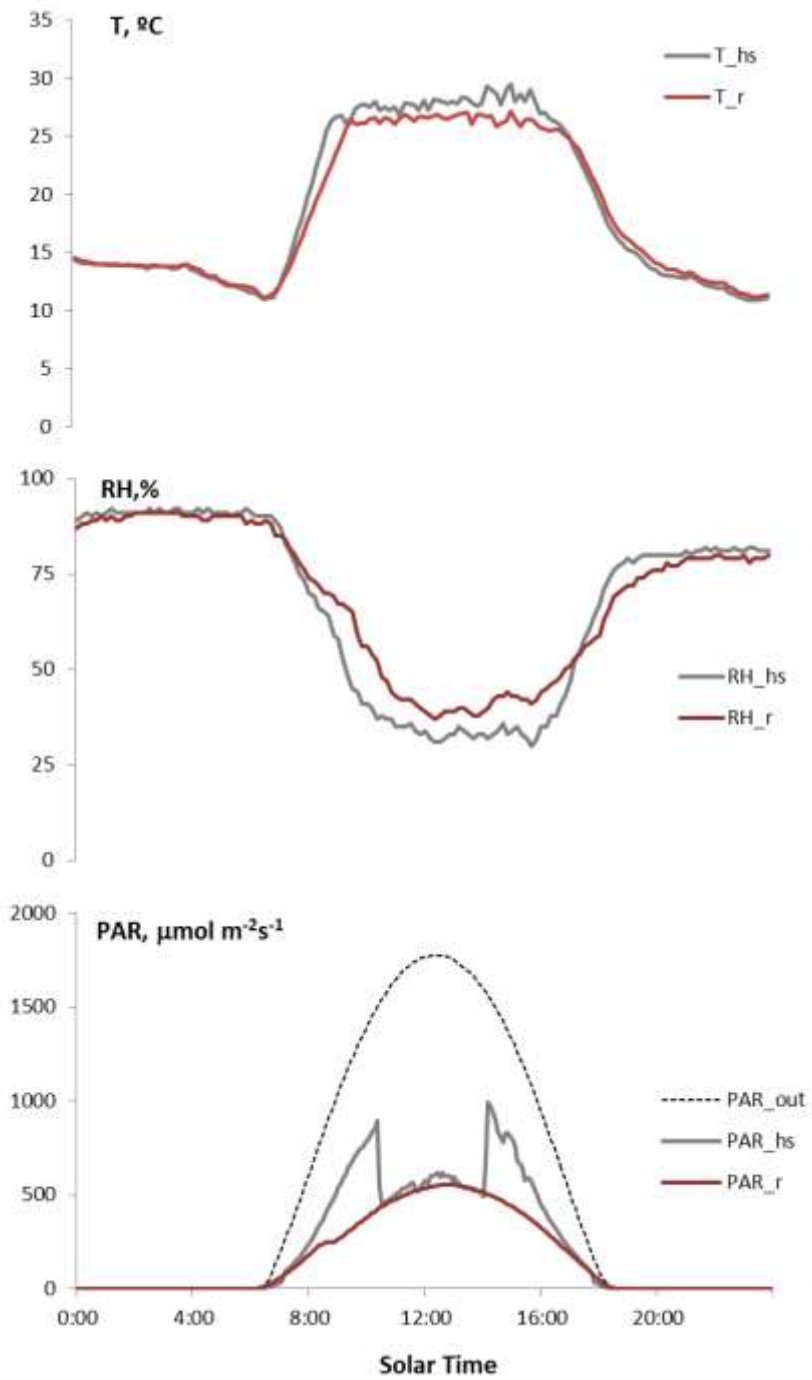 T, ºC
35
30
25
20
15
10
5
0
T_hs
T_r
RH,%
100
75
50
25
0
RH_hs
RH_r
PAR, µmol m⁻²s⁻¹
2000
1500
1000
500
0
PAR_out
PAR_hs
PAR_r
0:00 4:00 8:00 12:00 16:00 20:00
Solar Time